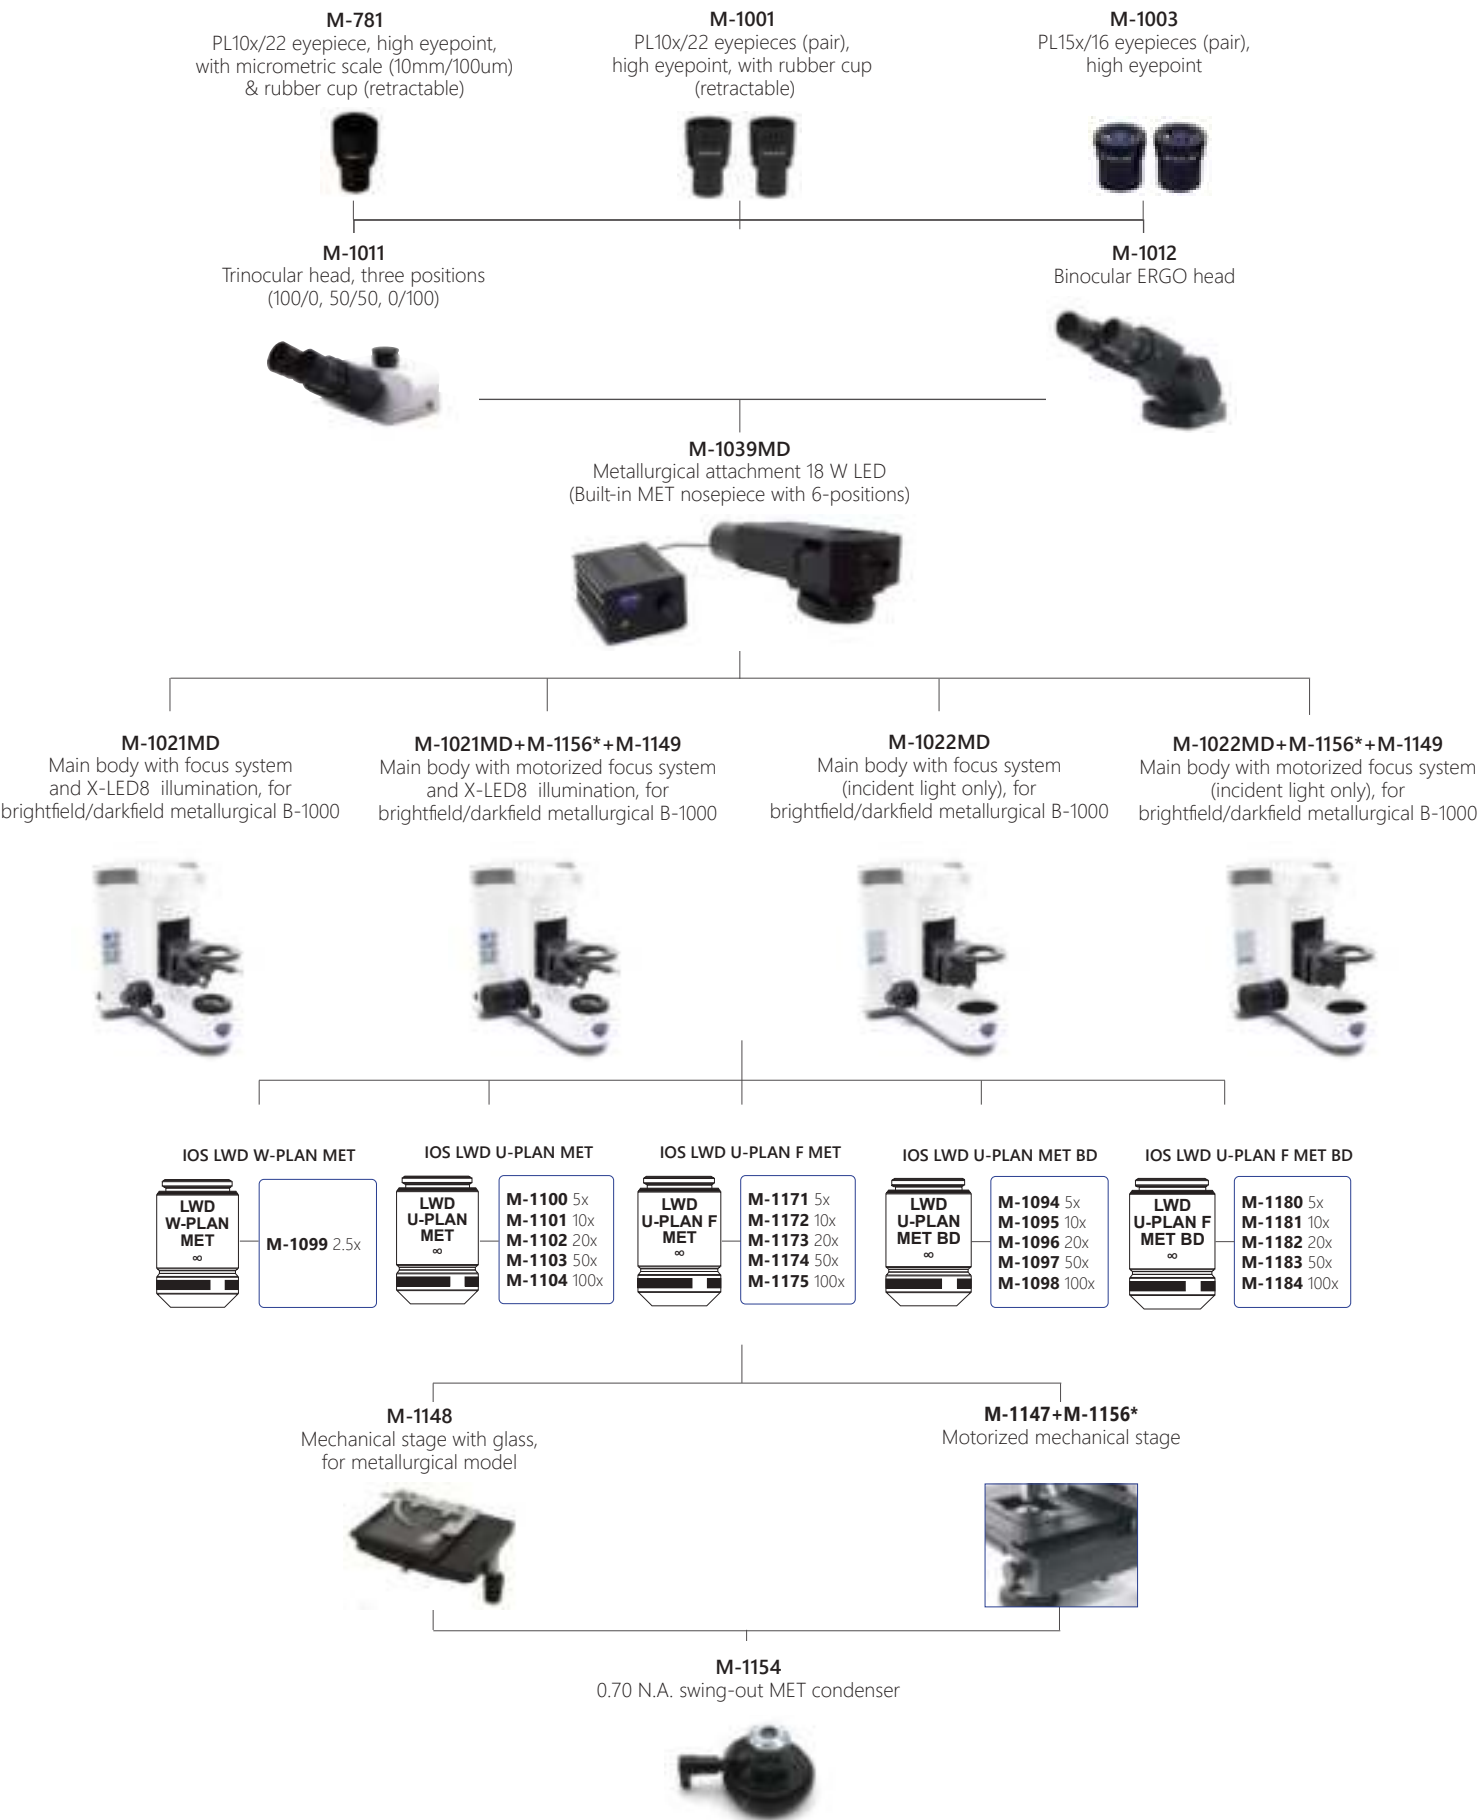 M-781
PL10x/22 eyepiece, high eyepoint,
with micrometric scale (10mm/100um)
& rubber cup (retractable)
M-1001
PL10x/22 eyepieces (pair),
high eyepoint, with rubber cup
(retractable)
M-1003
PL15x/16 eyepieces (pair),
high eyepoint
M-1011
Trinocular head, three positions
(100/0, 50/50, 0/100)
M-1012
Binocular ERGO head
M-1039MD
Metallurgical attachment 18 W LED
(Built-in MET nosepiece with 6-positions)
M-1021MD
Main body with focus system
and X-LED8 illumination, for
brightfield/darkfield metallurgical B-1000
M-1021MD+M-1156*+M-1149
Main body with motorized focus system
and X-LED8 illumination, for
brightfield/darkfield metallurgical B-1000
M-1022MD
Main body with focus system
(incident light only), for
brightfield/darkfield metallurgical B-1000
M-1022MD+M-1156*+M-1149
Main body with motorized focus system
(incident light only), for
brightfield/darkfield metallurgical B-1000
IOS LWD W-PLAN MET
LWD
W-PLAN
MET
∞
M-1099 2.5x
IOS LWD U-PLAN MET
LWD
U-PLAN
MET
∞
M-1100 5x
M-1101 10x
M-1102 20x
M-1103 50x
M-1104 100x
IOS LWD U-PLAN F MET
LWD
U-PLAN F
MET
∞
M-1171 5x
M-1172 10x
M-1173 20x
M-1174 50x
M-1175 100x
IOS LWD U-PLAN MET BD
LWD
U-PLAN
MET BD
∞
M-1094 5x
M-1095 10x
M-1096 20x
M-1097 50x
M-1098 100x
IOS LWD U-PLAN F MET BD
LWD
U-PLAN F
MET BD
∞
M-1180 5x
M-1181 10x
M-1182 20x
M-1183 50x
M-1184 100x
M-1148
Mechanical stage with glass,
for metallurgical model
M-1147+M-1156*
Motorized mechanical stage
M-1154
0.70 N.A. swing-out MET condenser